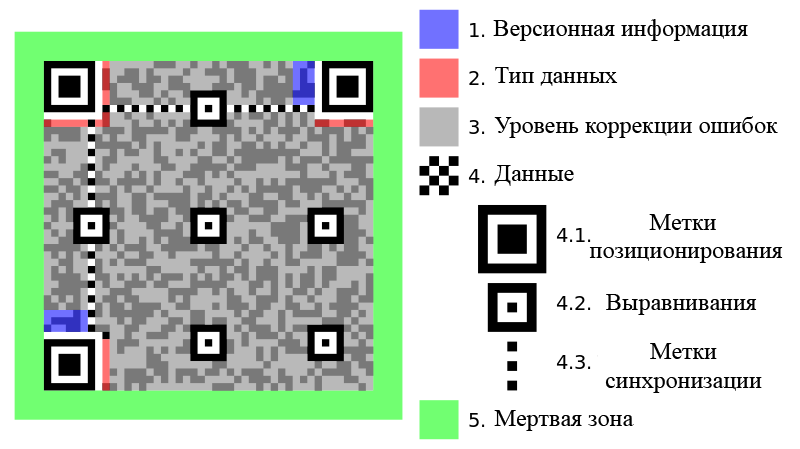 1. Версионная информация
2. Тип данных
3. Уровень коррекции ошибок
4. Данные
4.1. Метки
позиционирования
4.2. Выравнивания
4.3. Метки
синхронизации
5. Мертвая зона